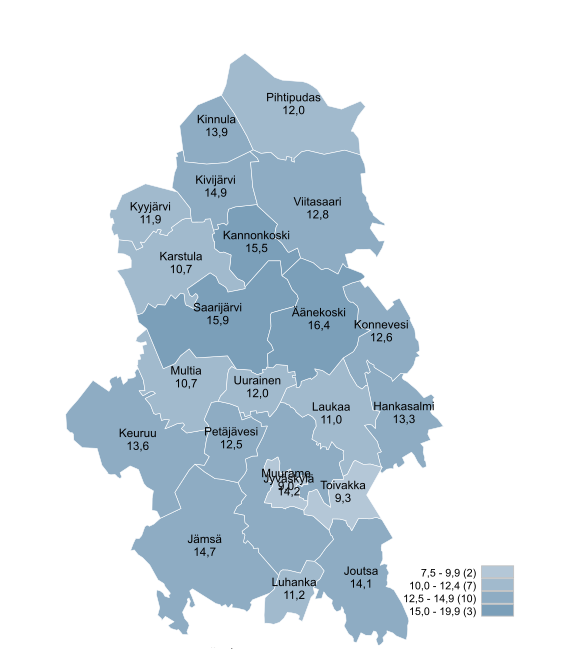 Pihtipudas
12,0
Kinnula
13,9
Kivijärvi
14,9
Viitasaari
12,8
Kyyjärvi
11,9
Kannonkoski
15,5
Karstula
10,7
Saarijärvi
15,9
Äänekoski
16,4
Konnevesi
12,6
Multia
10,7
Uurainen
12,0
Laukaa
11,0
Hankasalmi
13,3
Keuruu
13,6
Petäjävesi
12,5
Muurame
9,0
Jyväskylä
14,2
Toivakka
9,3
Jämsä
14,7
Joutsa
14,1
Luhanka
11,2
7,5 - 9,9 (2)
10,0 - 12,4 (7)
12,5 - 14,9 (10)
15,0 - 19,9 (3)